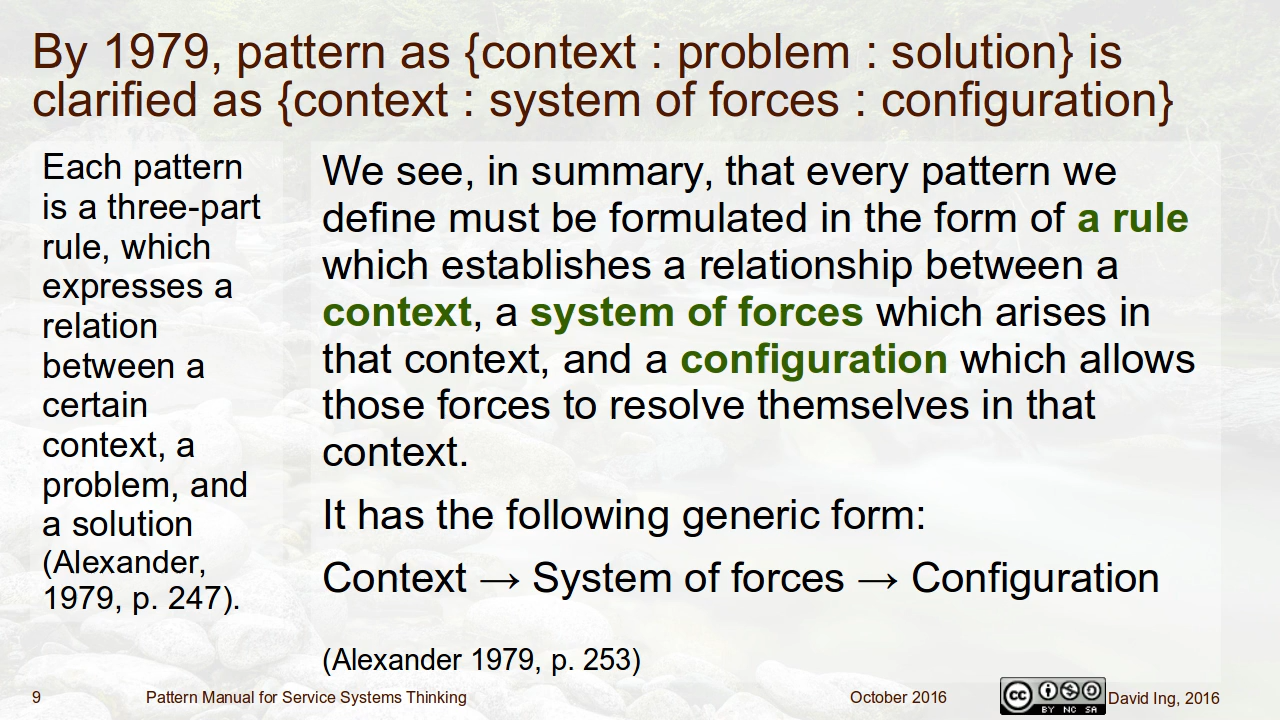 By 1979, pattern as {context : problem : solution} is
clarified as {context : system of forces : configuration}
Each pattern
is a three-part
rule, which
expresses a
relation
between a
certain
context, a
problem, and
a solution
(Alexander,
1979, p. 247).
We see, in summary, that every pattern we
define must be formulated in the form of a rule
which establishes a relationship between a
context, a system of forces which arises in
that context, and a configuration which allows
those forces to resolve themselves in that
context.
It has the following generic form:
Context → System of forces → Configuration
(Alexander 1979, p. 253)
9
Pattern Manual for Service Systems Thinking
October 2016
cc
BY NC SA
David Ing, 2016